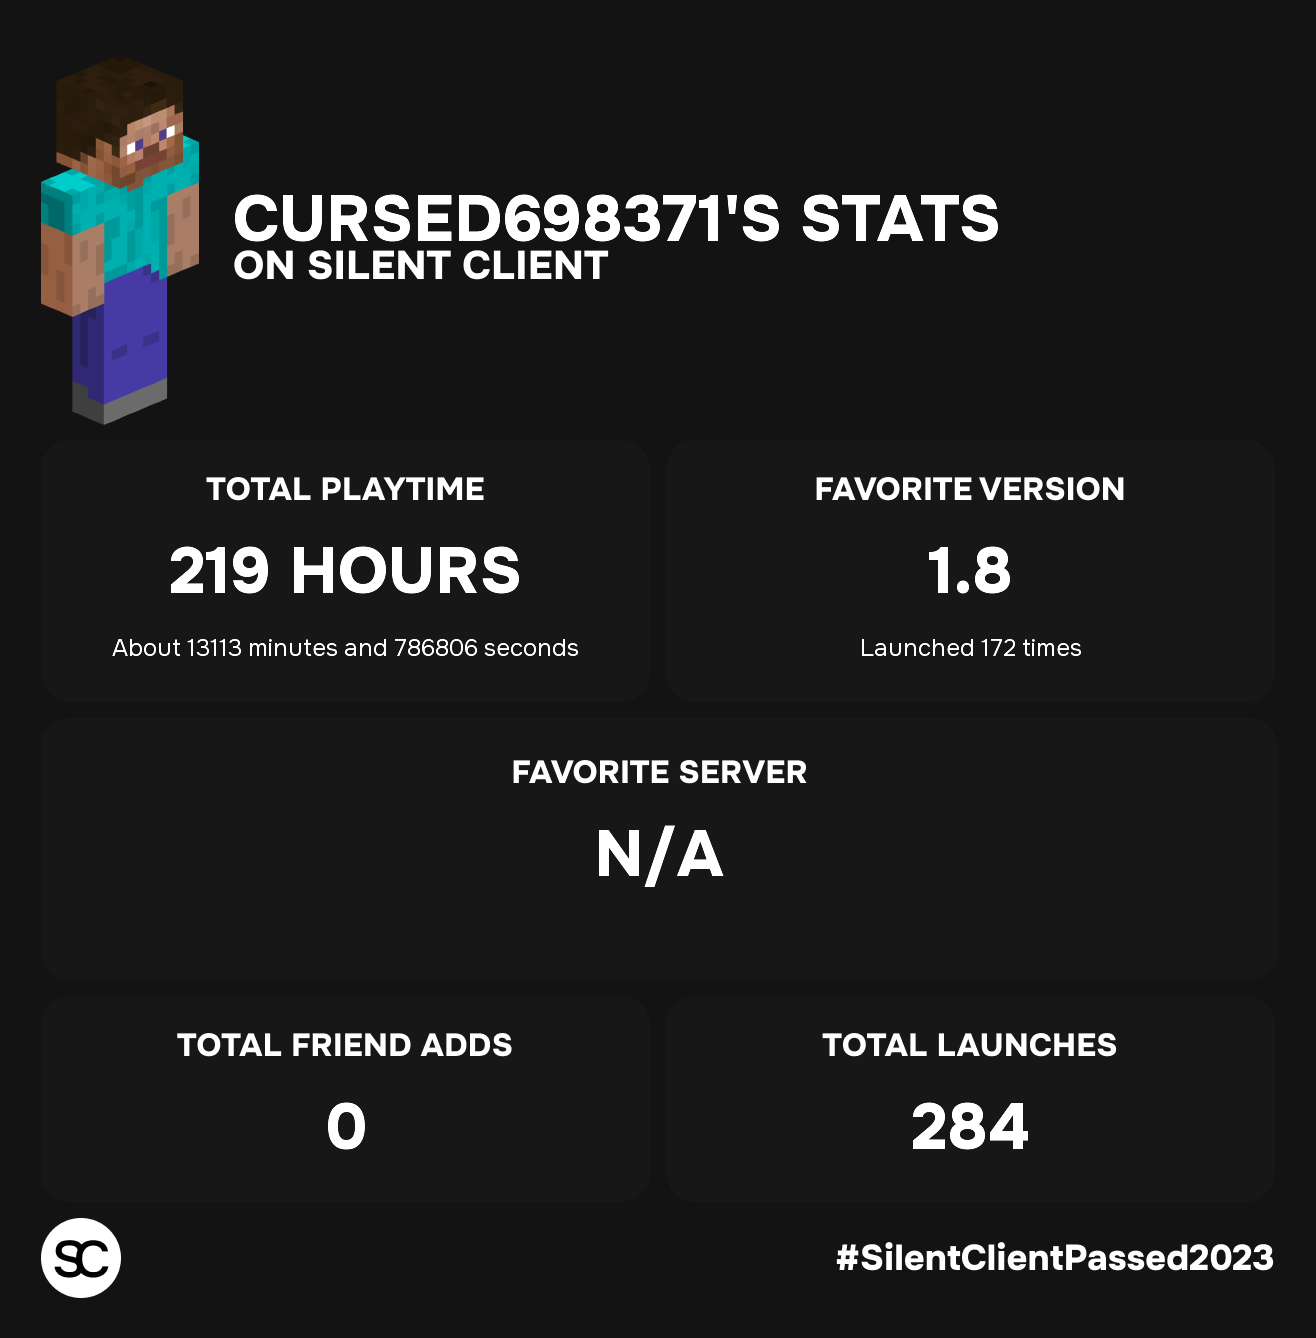 CURSED698371'S STATS
ON SILENT CLIENT
TOTAL PLAYTIME
219 HOURS
About 13113 minutes and 786806 seconds
FAVORITE VERSION
1.8
Launched 172 times
FAVORITE SERVER
N/A
TOTAL FRIEND ADDS
0
TOTAL LAUNCHES
284
SC
#SilentClientPassed2023